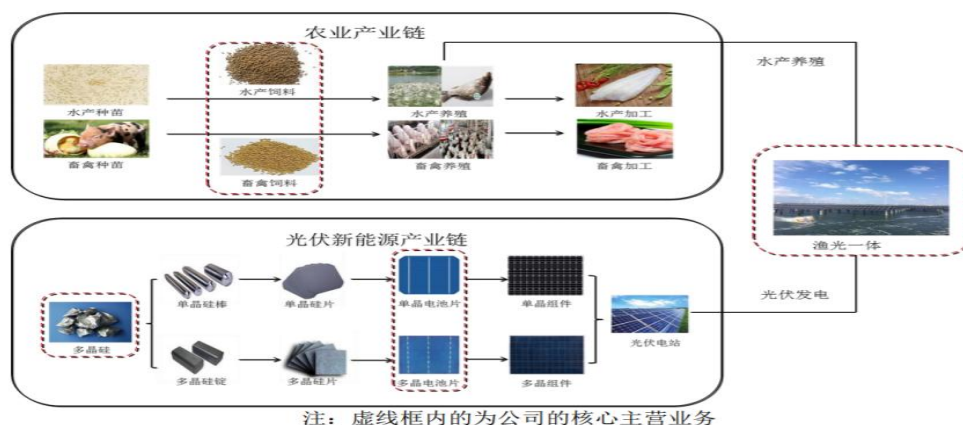 农业产业链
水产养殖
水产饲料
水产种苗
水产养殖
水产加工
畜禽种苗
畜禽饲料
畜禽养殖
畜禽加工
渔光一体
光伏新能源产业链
单晶硅棒
单晶硅片
单晶电池片
单晶组件
光伏发电
多晶硅
光伏电站
多晶硅锭
多晶硅片
多晶电池片
多晶组件
注：虚线框内的为公司的核心主营业务